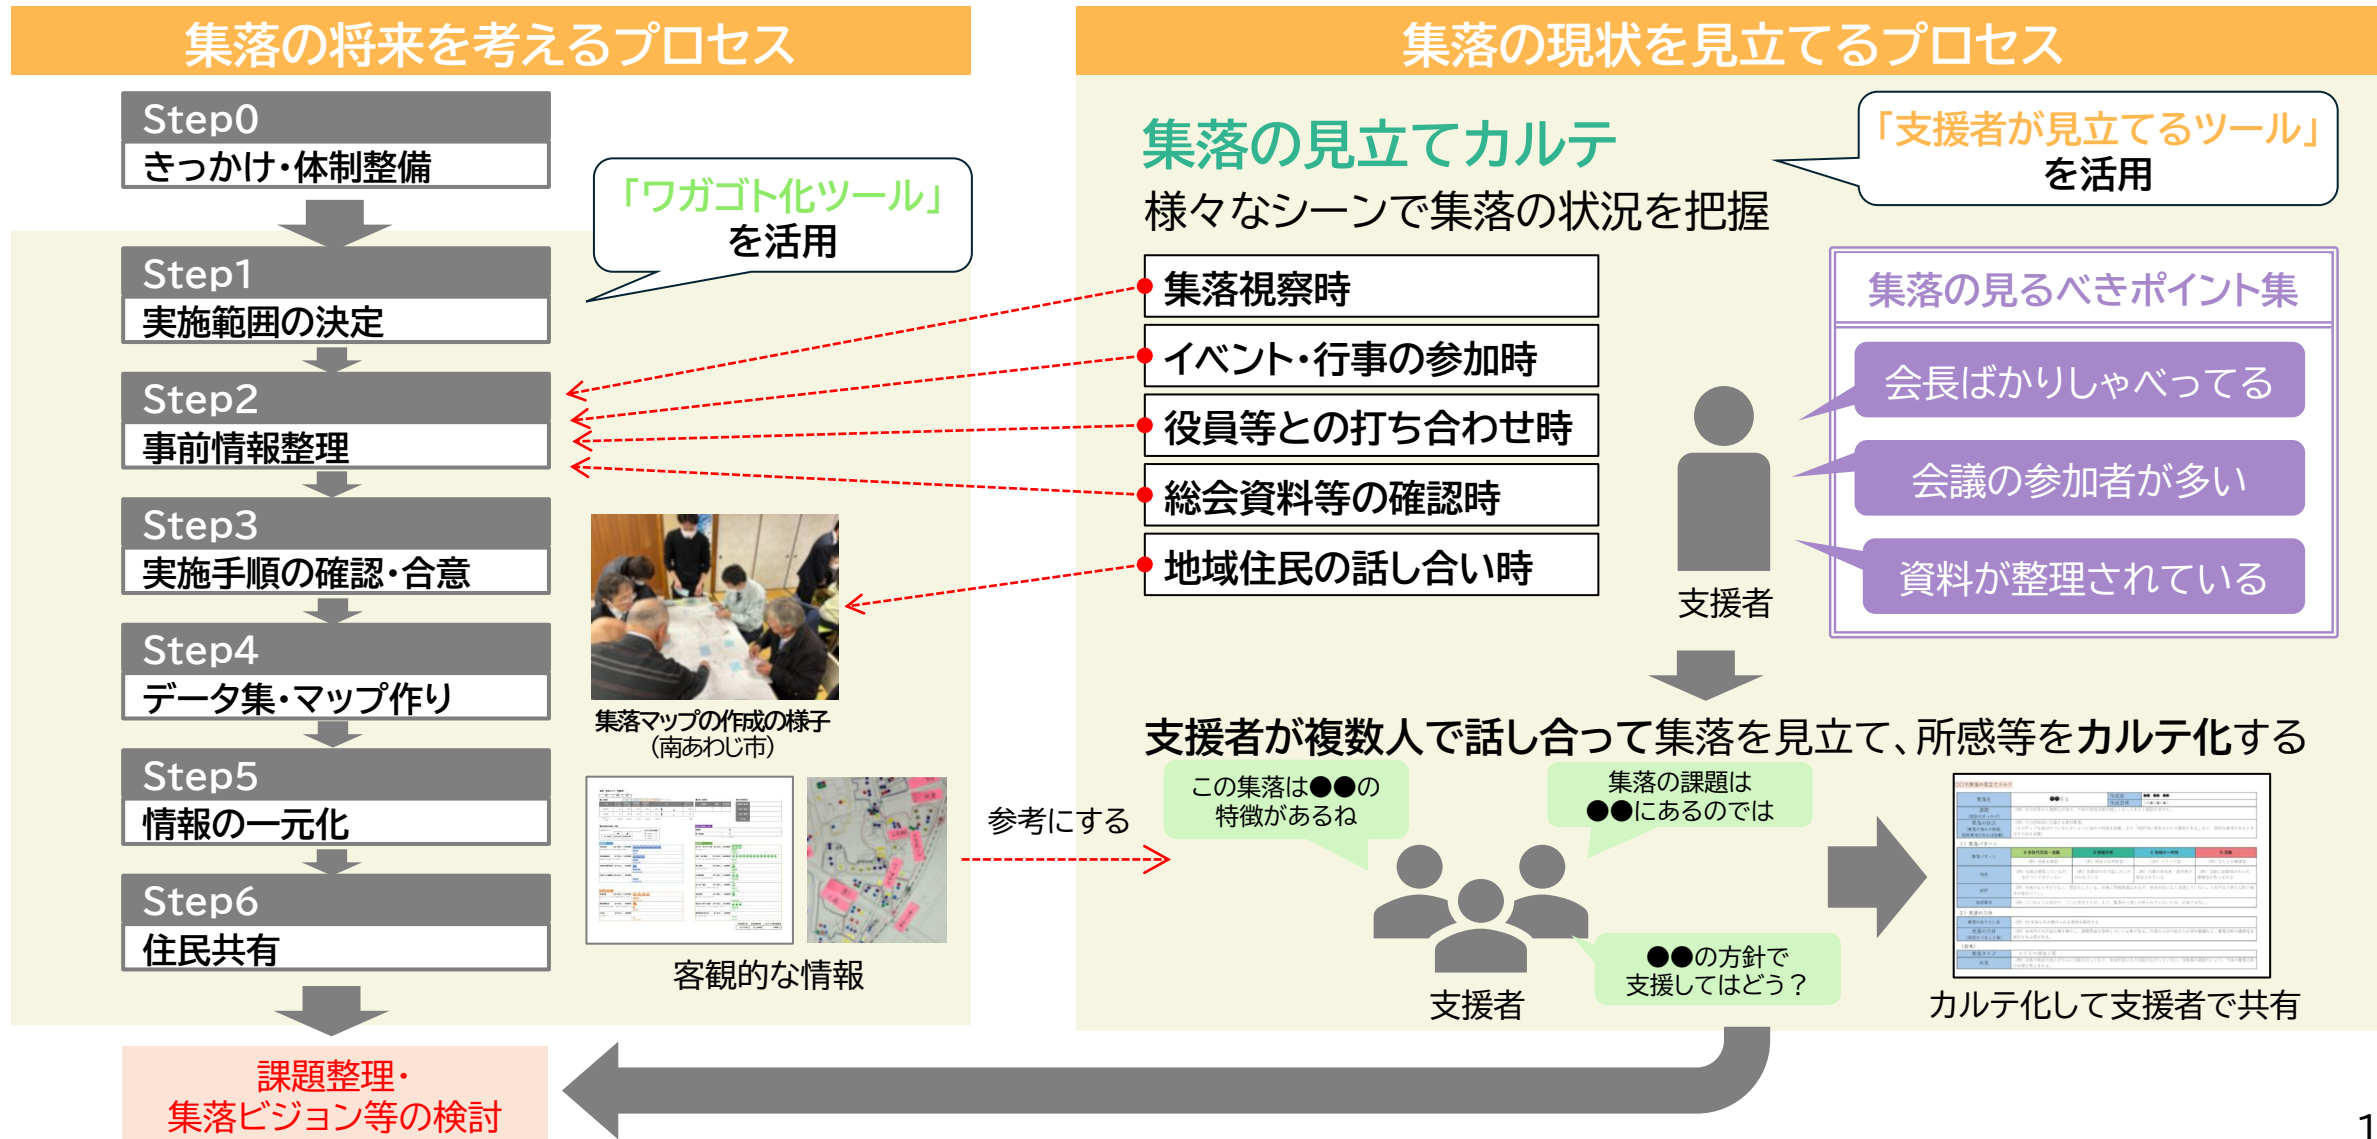 集落の将来を考えるプロセス
Step0
きっかけ・体制整備
「ワガゴト化ツール」
を活用
Step1
実施範囲の決定
Step2
事前情報整理
Step3
実施手順の確認・合意
Step4
データ集・マップ作り
Step5
情報の一元化
Step6
住民共有
集落マップの作成の様子
（南あわじ市）
客観的な情報
課題整理・
集落ビジョン等の検討
参考にする
集落の現状を見立てるプロセス
集落の見立てカルテ
様々なシーンで集落の状況を把握
「支援者が見立てるツール」
を活用
集落視察時
イベント・行事の参加時
役員等との打ち合わせ時
総会資料等の確認時
地域住民の話し合い時
支援者
集落の見るべきポイント集
会長ばかりしゃべってる
会議の参加者が多い
資料が整理されている
支援者が複数人で話し合って集落を見立て、所感等をカルテ化する
この集落は●●の
特徴があるね
集落の課題は
●●にあるのでは
●●の方針で
支援してはどう？
支援者
カルテ化して支援者で共有
1